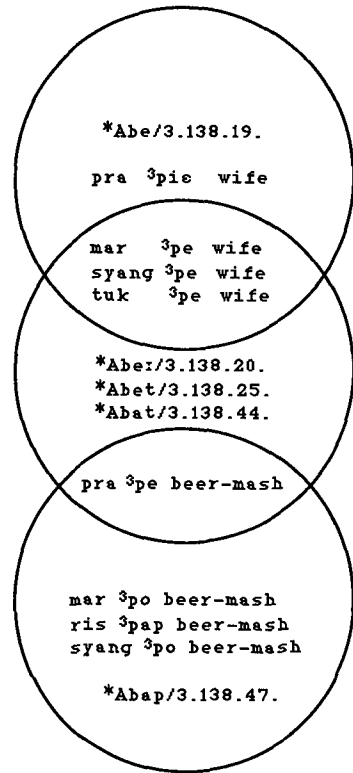 *Abe/3.138.19.
pra ³piɛ wife
mar ³pe wife
syang ³pe wife
tuk ³pe wife
*Abe:/3.138.20.
*Abet/3.138.25.
*Abat/3.138.44.
pra ³pe beer-mash
mar ³po beer-mash
ris ³pap beer-mash
syang ³po beer-mash
*Abap/3.138.47.